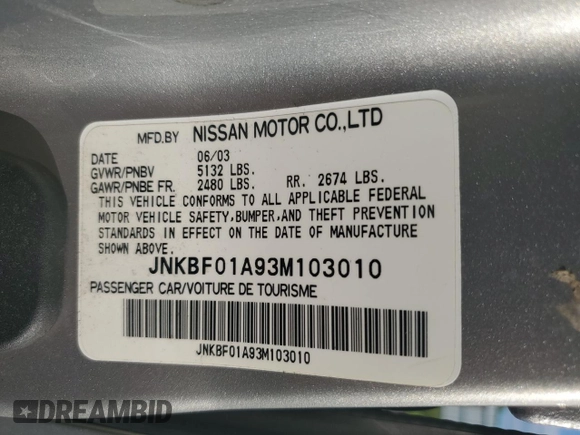 MFD.BY NISSAN MOTOR CO.,LTD
DATE 06/03
GVWR/PNBV 5132 LBS.
GAWR/PNBE FR. 2480 LBS. RR. 2674 LBS.
THIS VEHICLE CONFORMS TO ALL APPLICABLE FEDERAL
MOTOR VEHICLE SAFETY,BUMPER,AND THEFT PREVENTION
STANDARDS IN EFFECT ON THE DATE OF MANUFACTURE
SHOWN ABOVE.
JNKBF01A93M103010
PASSENGER CAR/VOITURE DE TOURISME
JNKBF01A93M103010
DREAMBID